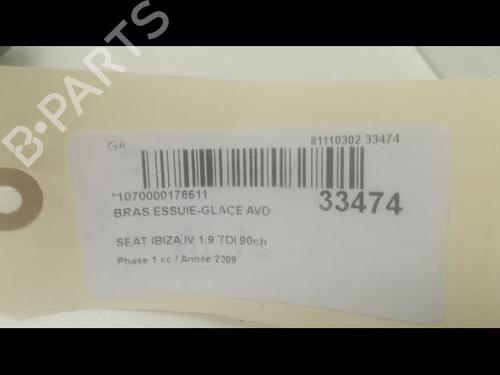 GA
81110302 33474
*1070000176611
33474
BRAS ESSUIE-GLACE AVD
SEAT IBIZA IV 1.9 TDI 90ch
Phase 1 cc / Année 2009
B-PARTS